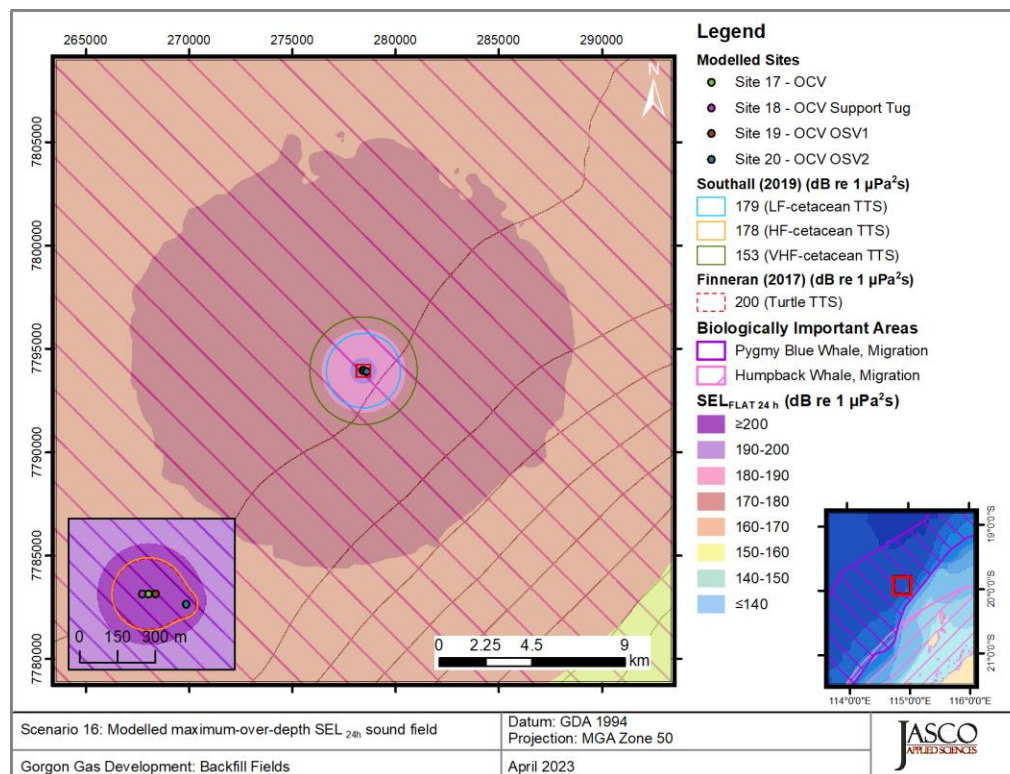 265000 270000 275000 280000 285000 290000
7805000
7800000
7795000
7790000
7785000
7780000
N
0 150 300 m
0 2.25 4.5 9
km
Legend
Modelled Sites
Site 17 - OCV
Site 18 - OCV Support Tug
Site 19 - OCV OSV1
Site 20 - OCV OSV2
Southall (2019) (dB re 1 µPa²s)
179 (LF-cetacean TTS)
178 (HF-cetacean TTS)
153 (VHF-cetacean TTS)
Finneran (2017) (dB re 1 µPa²s)
200 (Turtle TTS)
Biologically Important Areas
Pygmy Blue Whale, Migration
Humpback Whale, Migration
SEL FLAT 24 h (dB re 1 µPa²s)
≥200
190-200
180-190
170-180
160-170
150-160
140-150
≤140
19°0'0"S
20°0'0"S
21°0'0"S
114°0'0"E 115°0'0"E 116°0'0"E
Scenario 16: Modelled maximum-over-depth SEL 24h sound field
Datum: GDA 1994
Projection: MGA Zone 50
Gorgon Gas Development: Backfill Fields
April 2023
JASCO
APPLIED SCIENCES